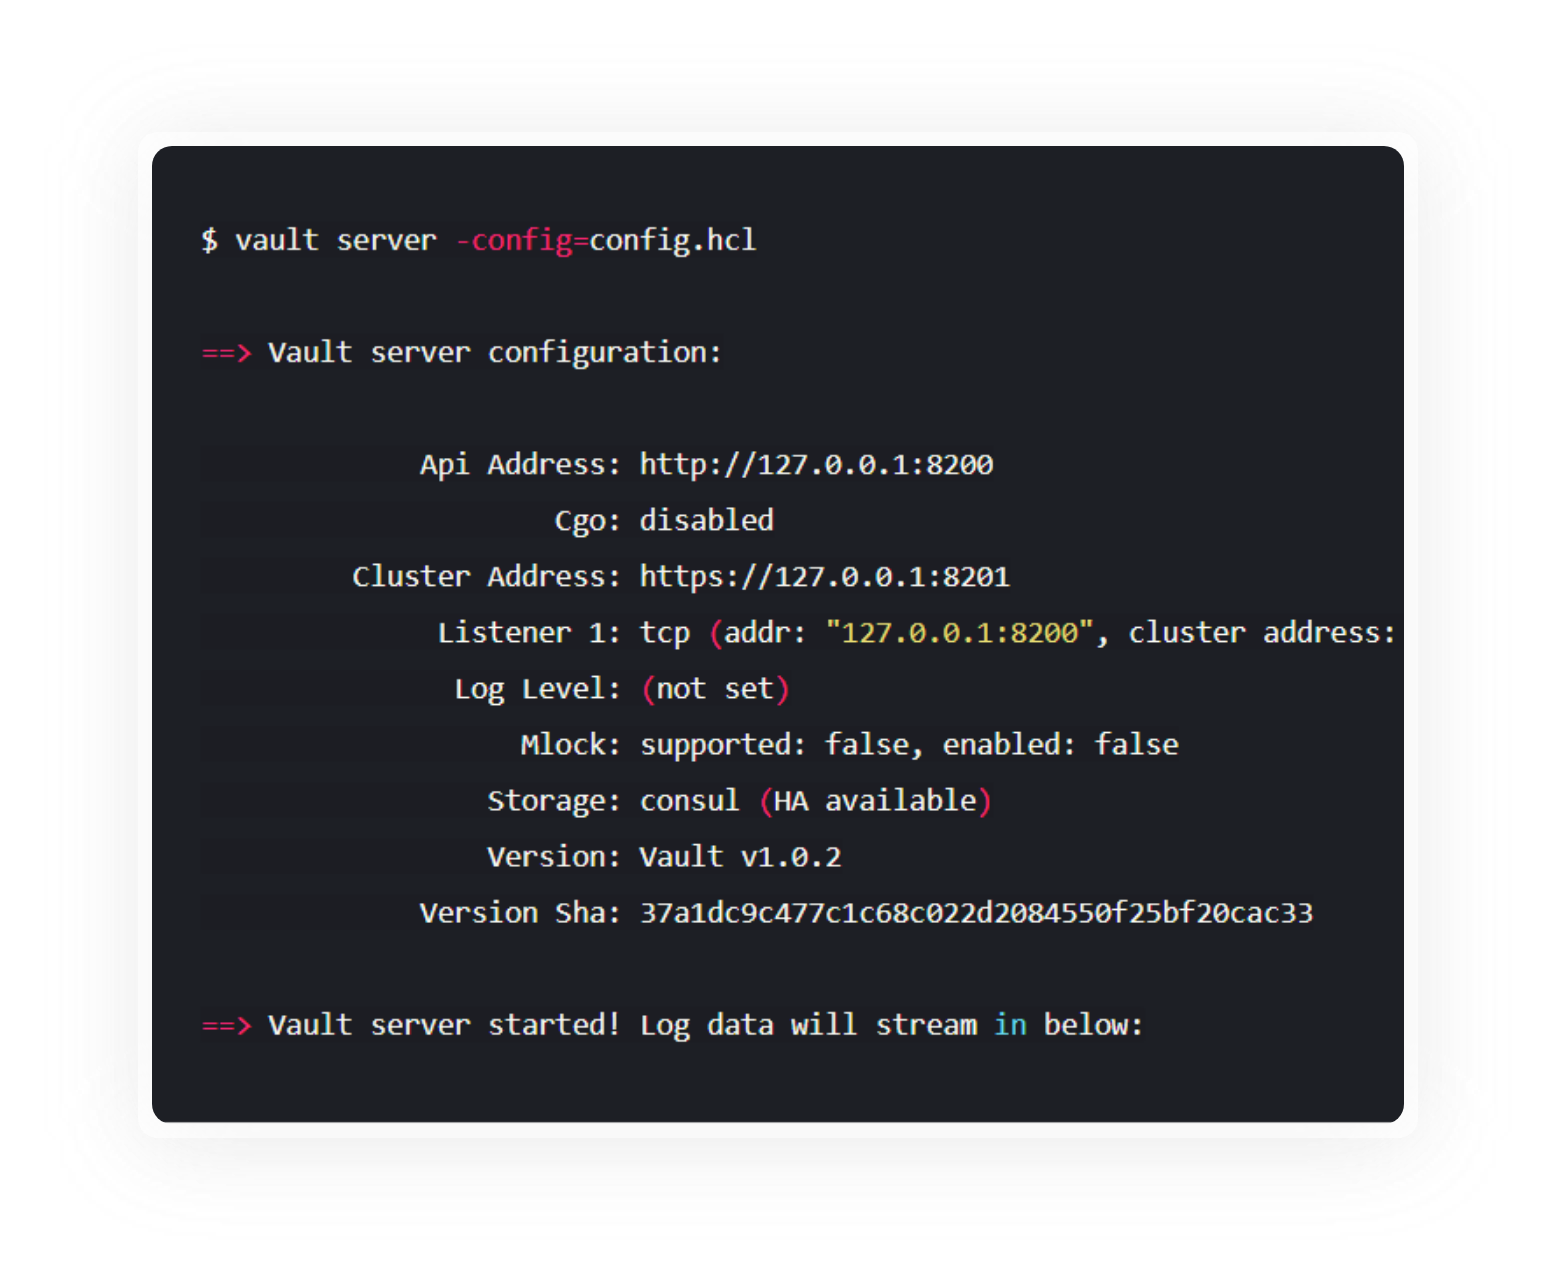 $ vault server -config=config.hcl
==> Vault server configuration:
Api Address: http://127.0.0.1:8200
Cgo: disabled
Cluster Address: https://127.0.0.1:8201
Listener 1: tcp (addr: "127.0.0.1:8200", cluster address:
Log Level: (not set)
Mlock: supported: false, enabled: false
Storage: consul (HA available)
Version: Vault v1.0.2
Version Sha: 37a1dc9c477c1c68c022d2084550f25bf20cac33
==> Vault server started! Log data will stream in below: